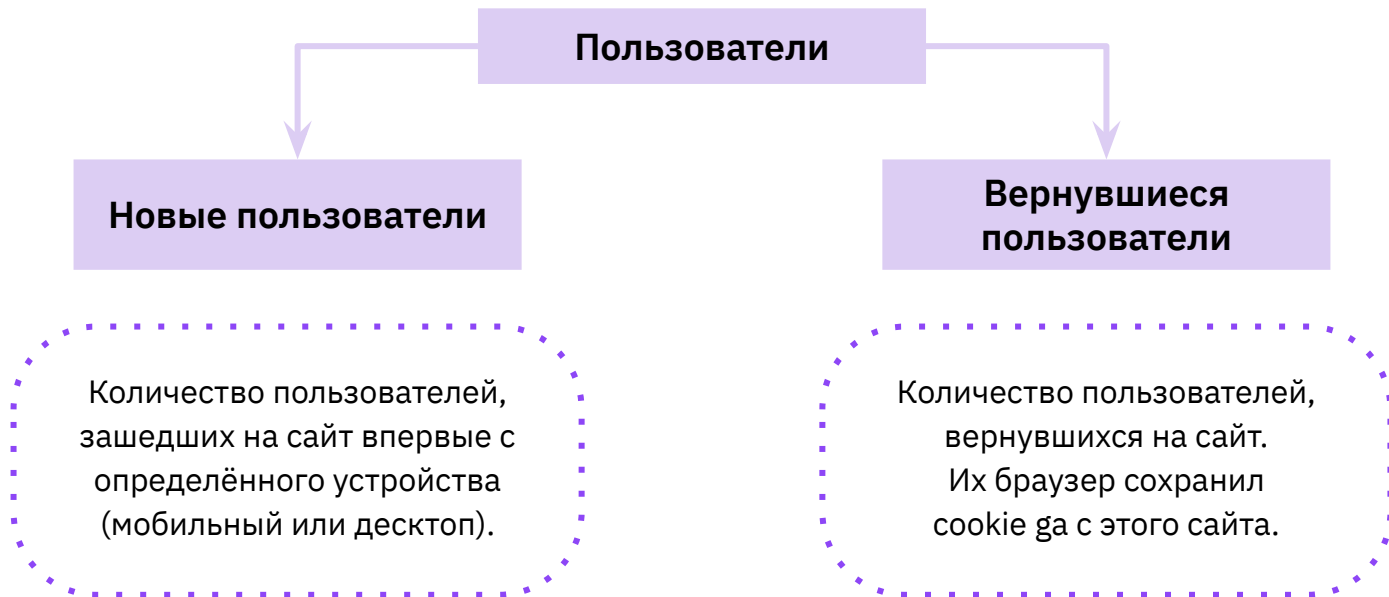 Пользователи
Новые пользователи
Вернувшиеся
пользователи
Количество пользователей,
зашедших на сайт впервые с
определённого устройства
(мобильный или десктоп).
Количество пользователей,
вернувшихся на сайт.
Их браузер сохранил
cookie ga с этого сайта.